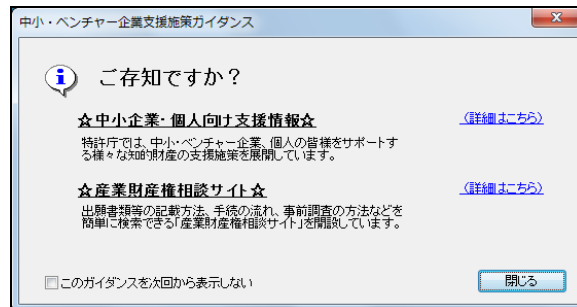 中小・ベンチャー企業支援施策ガイダンス
ご存知ですか？
☆中小企業・個人向け支援情報☆
〈詳細はこちら〉
特許庁では、中小・ベンチャー企業、個人の皆様をサポートす
る様々な知的財産の支援施策を展開しています。
☆産業財産権相談サイト☆
〈詳細はこちら〉
出願書類等の記載方法、手続の流れ、事前調査の方法などを
簡単に検索できる「産業財産権相談サイト」を開設しています。
このガイダンスを次回から表示しない
閉じる